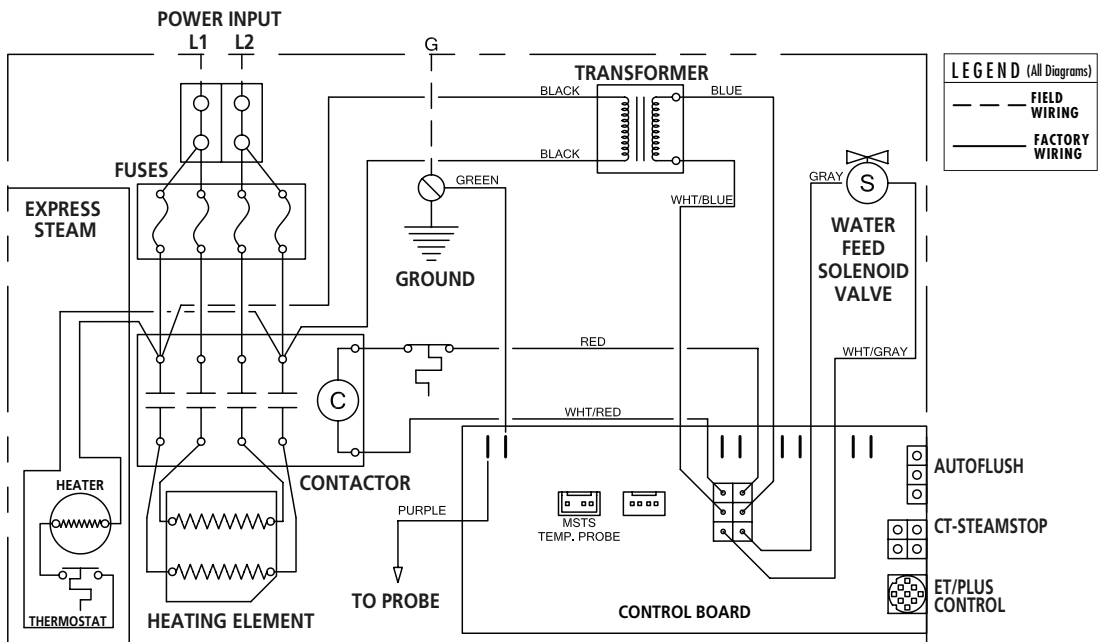 POWER INPUT
L1 L2
G
TRANSFORMER
BLACK
BLUE
BLACK
LEGEND (All Diagrams)
FIELD
WIRING
FACTORY
WIRING
FUSES
GREEN
WHT/BLUE
GRAY
S
EXPRESS
STEAM
WATER
FEED
SOLENOID
VALVE
GROUND
RED
WHT/GRAY
C
WHT/RED
CONTACTOR
HEATER
AUTOFLUSH
PURPLE
MSTS
TEMP. PROBE
CT-STEAMSTOP
TO PROBE
ET/PLUS
CONTROL
THERMOSTAT
HEATING ELEMENT
CONTROL BOARD